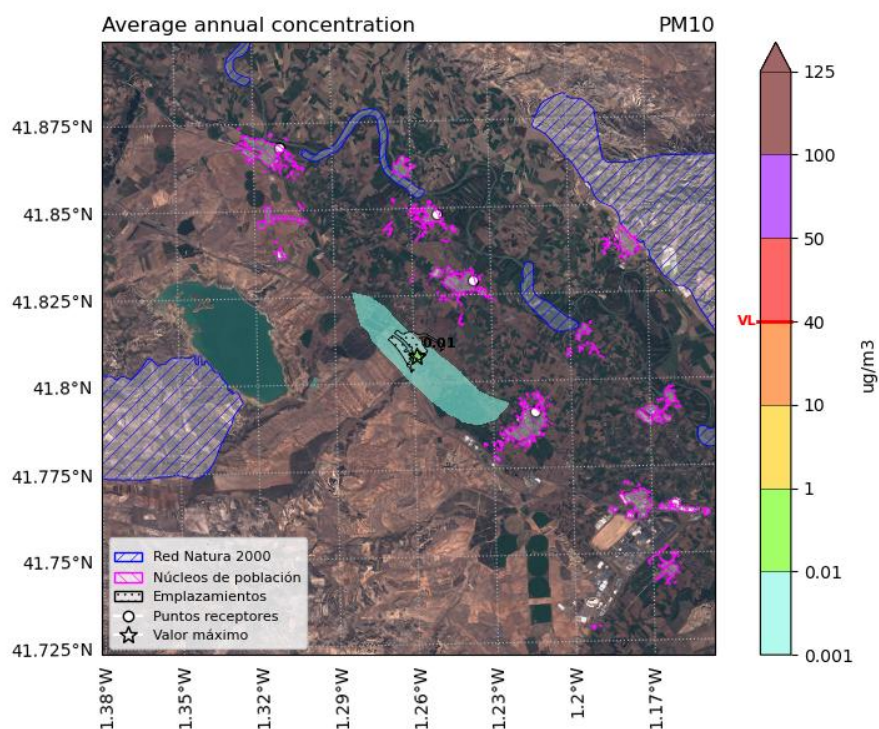 Average annual concentration PM10
41.875°N
41.85°N
41.825°N
41.8°N
41.775°N
41.75°N
41.725°N
0.01
Red Natura 2000
Núcleos de población
Emplazamientos
Puntos receptores
Valor máximo
1.38°W 1.35°W 1.32°W 1.29°W 1.26°W 1.23°W 1.2°W 1.17°W
125
100
50
VL 40
10
1
0.01
0.001
ug/m3